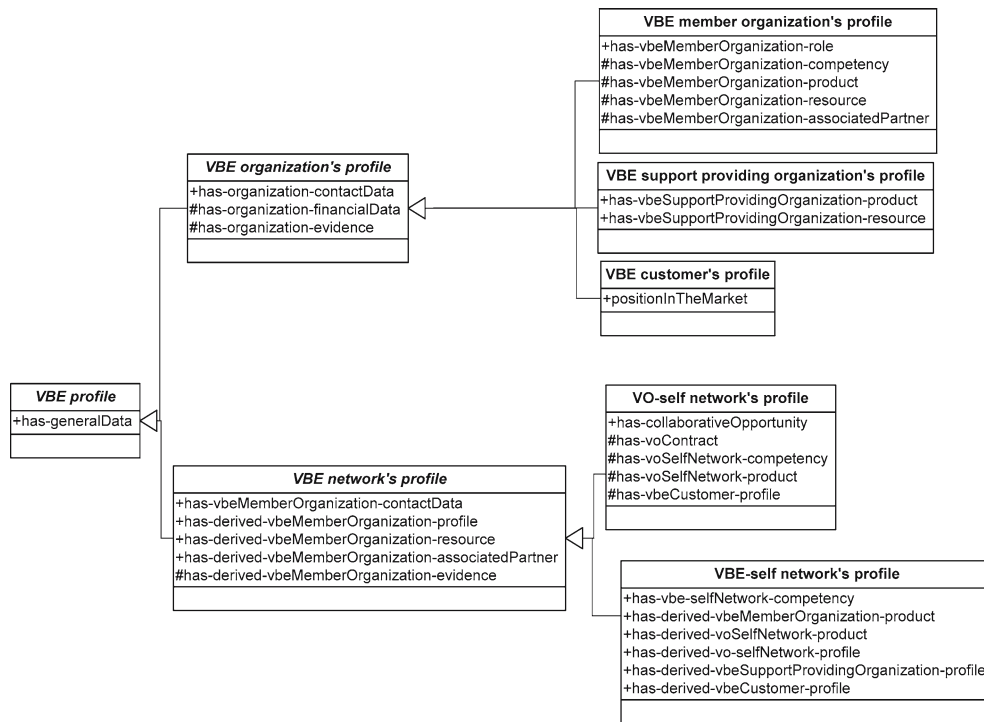 VBE member organization's profile
+has-vbeMemberOrganization-role
#has-vbeMemberOrganization-competency
#has-vbeMemberOrganization-product
#has-vbeMemberOrganization-resource
#has-vbeMemberOrganization-associatedPartner
VBE organization's profile
+has-organization-contactData
#has-organization-financialData
#has-organization-evidence
VBE support providing organization's profile
+has-vbeSupportProvidingOrganization-product
+has-vbeSupportProvidingOrganization-resource
VBE customer's profile
+positionInTheMarket
VBE profile
+has-generalData
VO-self network's profile
+has-collaborativeOpportunity
#has-voContract
#has-voSelfNetwork-competency
#has-voSelfNetwork-product
#has-vbeCustomer-profile
VBE network's profile
+has-vbeMemberOrganization-contactData
+has-derived-vbeMemberOrganization-profile
+has-derived-vbeMemberOrganization-resource
+has-derived-vbeMemberOrganization-associatedPartner
#has-derived-vbeMemberOrganization-evidence
VBE-self network's profile
+has-vbe-selfNetwork-competency
+has-derived-vbeMemberOrganization-product
+has-derived-voSelfNetwork-product
+has-derived-vo-selfNetwork-profile
+has-derived-vbeSupportProvidingOrganization-profile
+has-derived-vbeCustomer-profile